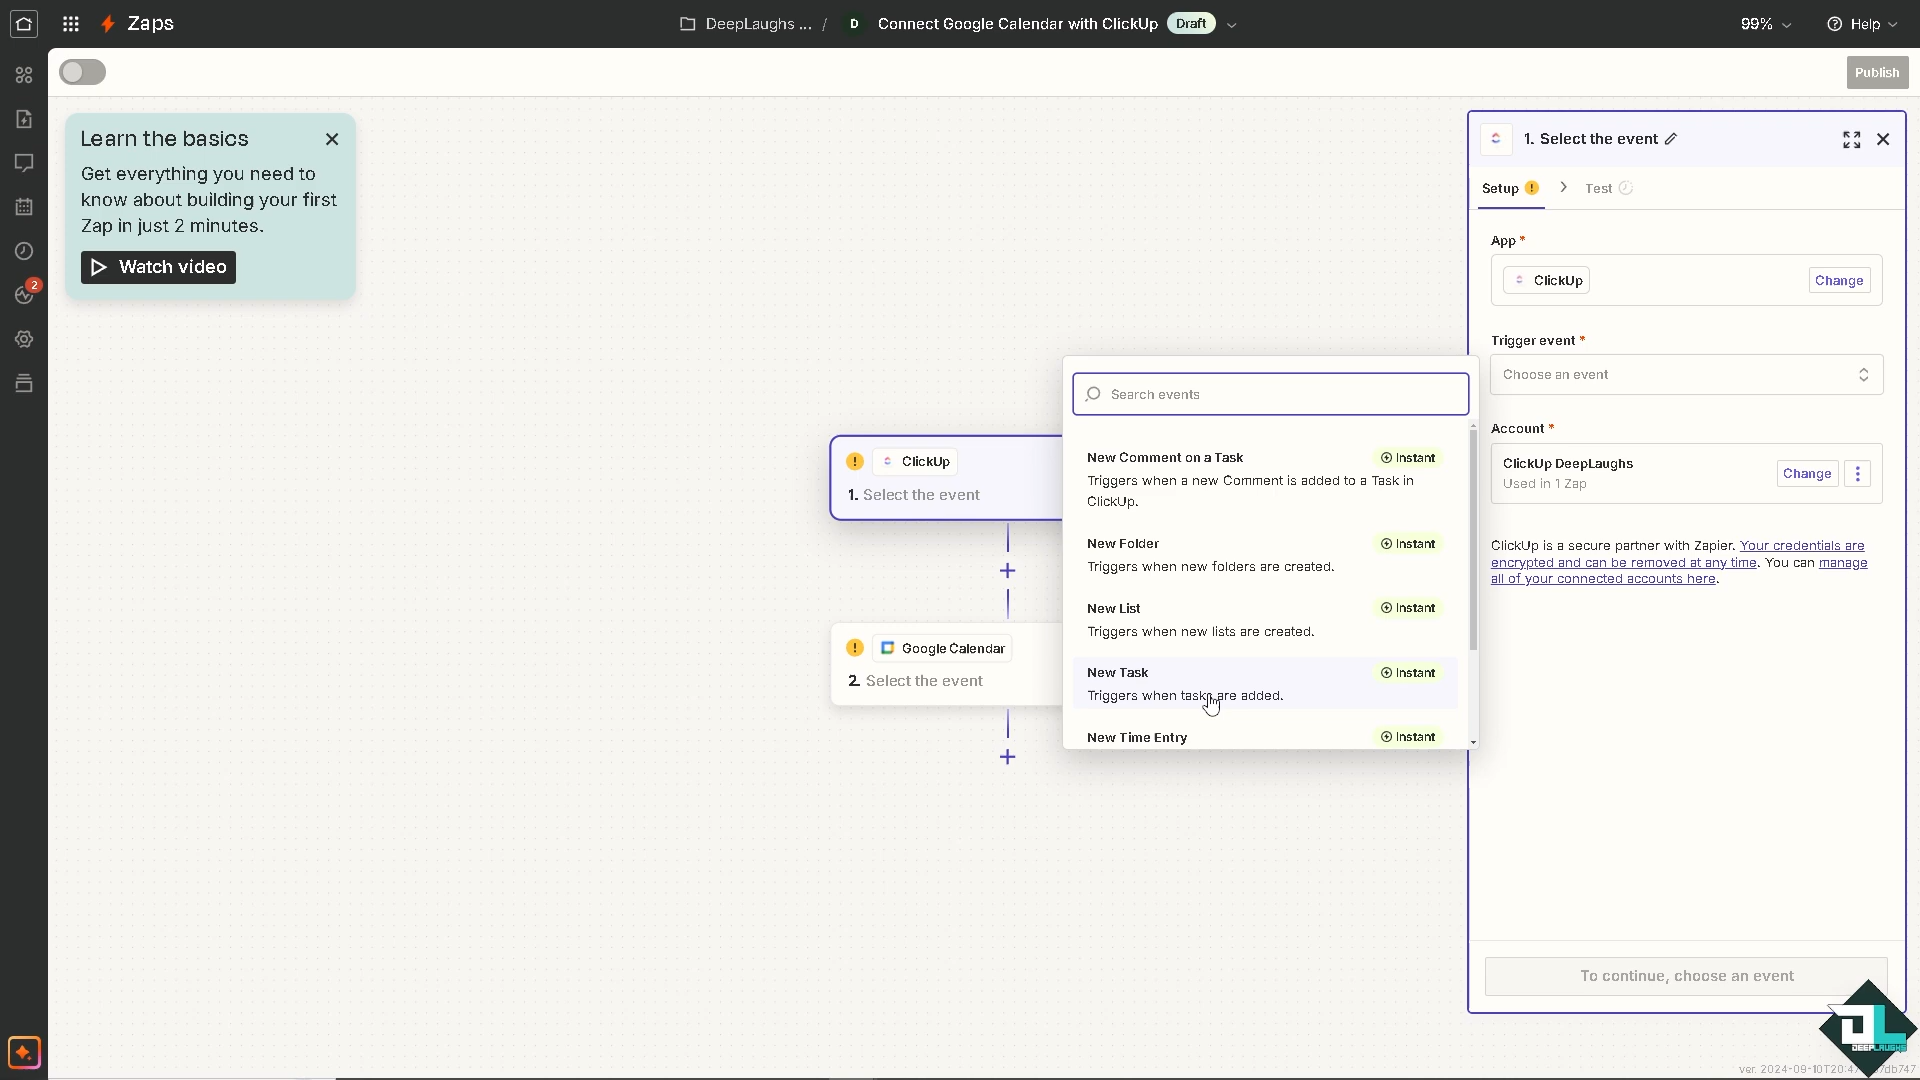 Zaps
DeepLaughs ... / D Connect Google Calendar with ClickUp Draft
99%
Help
Publish
Learn the basics
Get everything you need to
know about building your first
Zap in just 2 minutes.
Watch video
2
ClickUp
1. Select the event
Google Calendar
2. Select the event
Search events
New Comment on a Task Instant
Triggers when a new Comment is added to a Task in
ClickUp.
New Folder Instant
Triggers when new folders are created.
New List Instant
Triggers when new lists are created.
New Task Instant
Triggers when tasks are added.
New Time Entry Instant
1. Select the event
Setup
Test
App *
ClickUp
Change
Trigger event *
Choose an event
Account *
ClickUp DeepLaughs
Used in 1 Zap
Change
ClickUp is a secure partner with Zapier. Your credentials are
encrypted and can be removed at any time. You can manage
all of your connected accounts here.
To continue, choose an event
DEEPLAUGHS